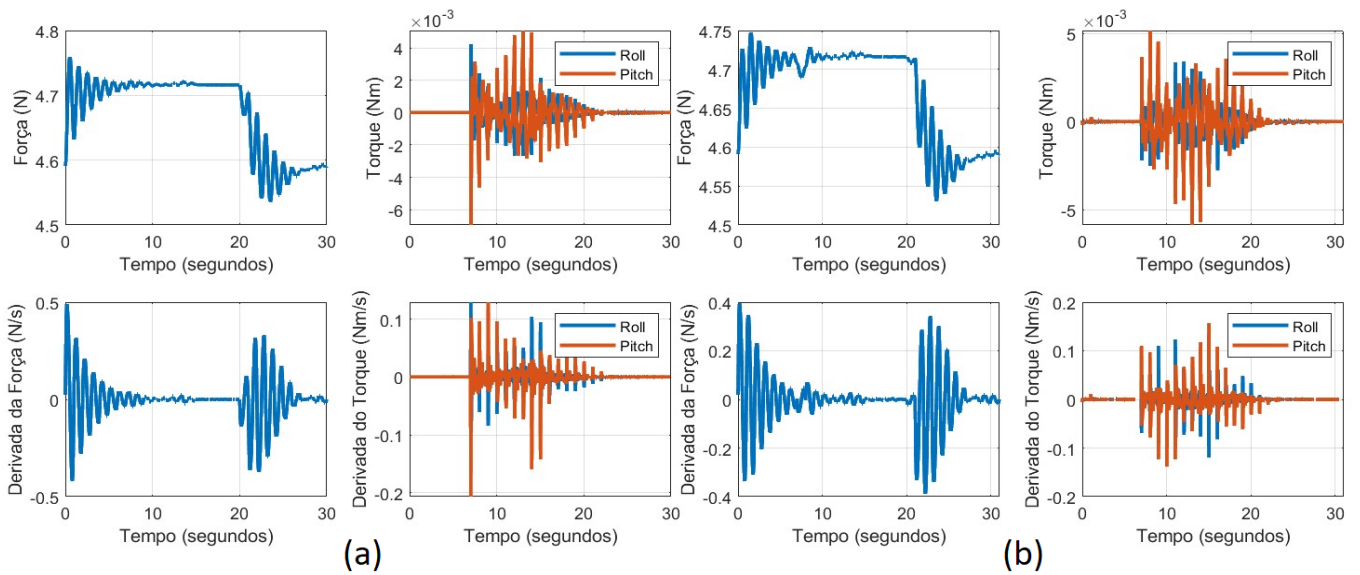 4.8
4.7
4.6
4.5
Força (N)
0 10 20 30
Tempo (segundos)
×10⁻³
4
2
0
-2
-4
-6
Torque (Nm)
Roll
Pitch
0 10 20 30
Tempo (segundos)
4.75
4.7
4.65
4.6
4.55
4.5
Força (N)
0 10 20 30
Tempo (segundos)
×10⁻³
5
0
-5
Torque (Nm)
Roll
Pitch
0 10 20 30
Tempo (segundos)
0.5
0
-0.5
Derivada da Força (N/s)
0 10 20 30
Tempo (segundos)
0.1
0
-0.1
-0.2
Derivada do Torque (Nm/s)
Roll
Pitch
0 10 20 30
Tempo (segundos)
0.4
0.2
0
-0.2
-0.4
Derivada da Força (N/s)
0 10 20 30
Tempo (segundos)
0.2
0.1
0
-0.1
-0.2
Derivada do Torque (Nm/s)
Roll
Pitch
0 10 20 30
Tempo (segundos)
(a)
(b)